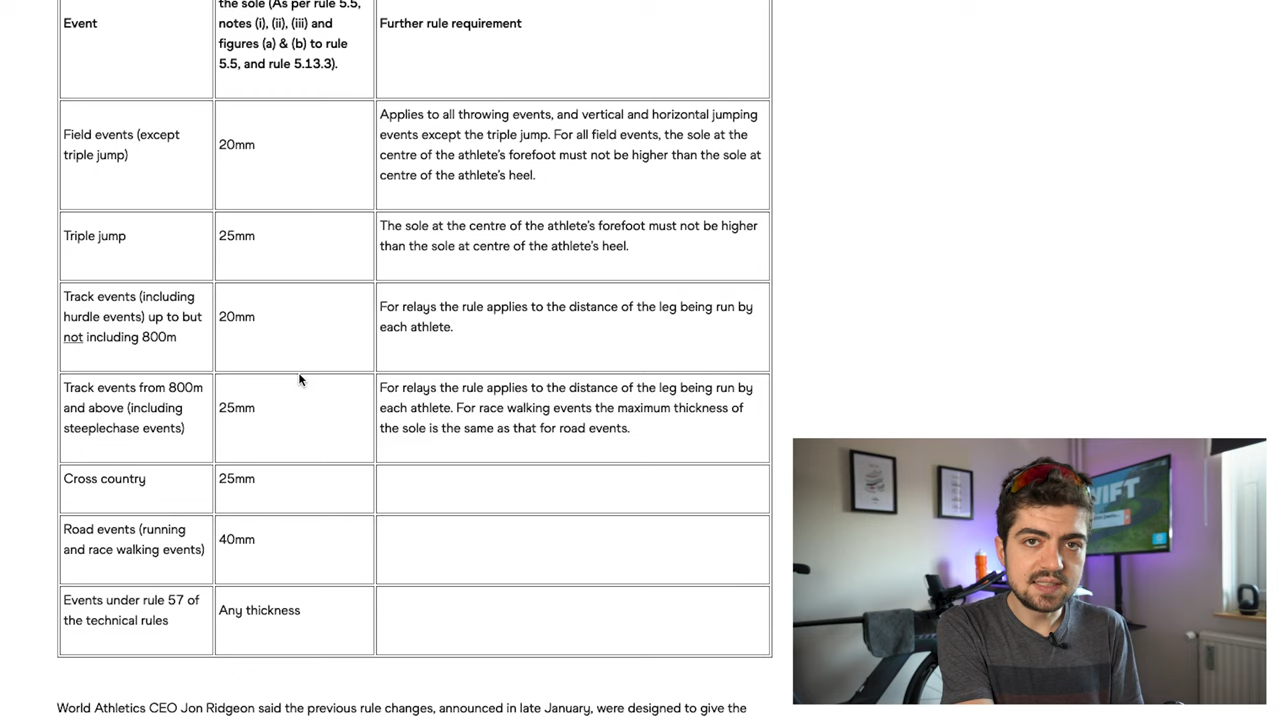 the sole (As per rule 5.5,
Event
notes (i), (ii), (iii) and
Further rule requirement
figures (a) & (b) to rule
5.5, and rule 5.13.3).
Field events (except
triple jump)
20mm
Applies to all throwing events, and vertical and horizontal jumping
events except the triple jump. For all field events, the sole at the
centre of the athlete's forefoot must not be higher than the sole at
centre of the athlete's heel.
Triple jump
25mm
The sole at the centre of the athlete's forefoot must not be higher
than the sole at centre of the athlete's heel.
Track events (including
hurdle events) up to but
not including 800m
20mm
For relays the rule applies to the distance of the leg being run by
each athlete.
Track events from 800m
and above (including
steeplechase events)
25mm
For relays the rule applies to the distance of the leg being run by
each athlete. For race walking events the maximum thickness of
the sole is the same as that for road events.
Cross country
25mm
Road events (running
and race walking events)
40mm
Events under rule 57 of
the technical rules
Any thickness
World Athletics CEO Jon Ridgeon said the previous rule changes, announced in late January, were designed to give the